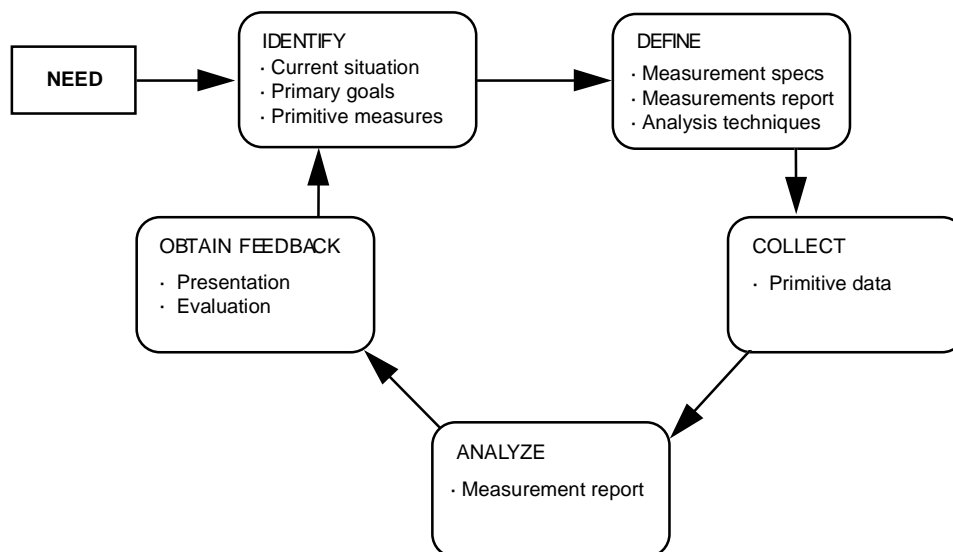 NEED
IDENTIFY
· Current situation
· Primary goals
· Primitive measures
DEFINE
· Measurement specs
· Measurements report
· Analysis techniques
COLLECT
· Primitive data
ANALYZE
· Measurement report
OBTAIN FEEDBACK
· Presentation
· Evaluation